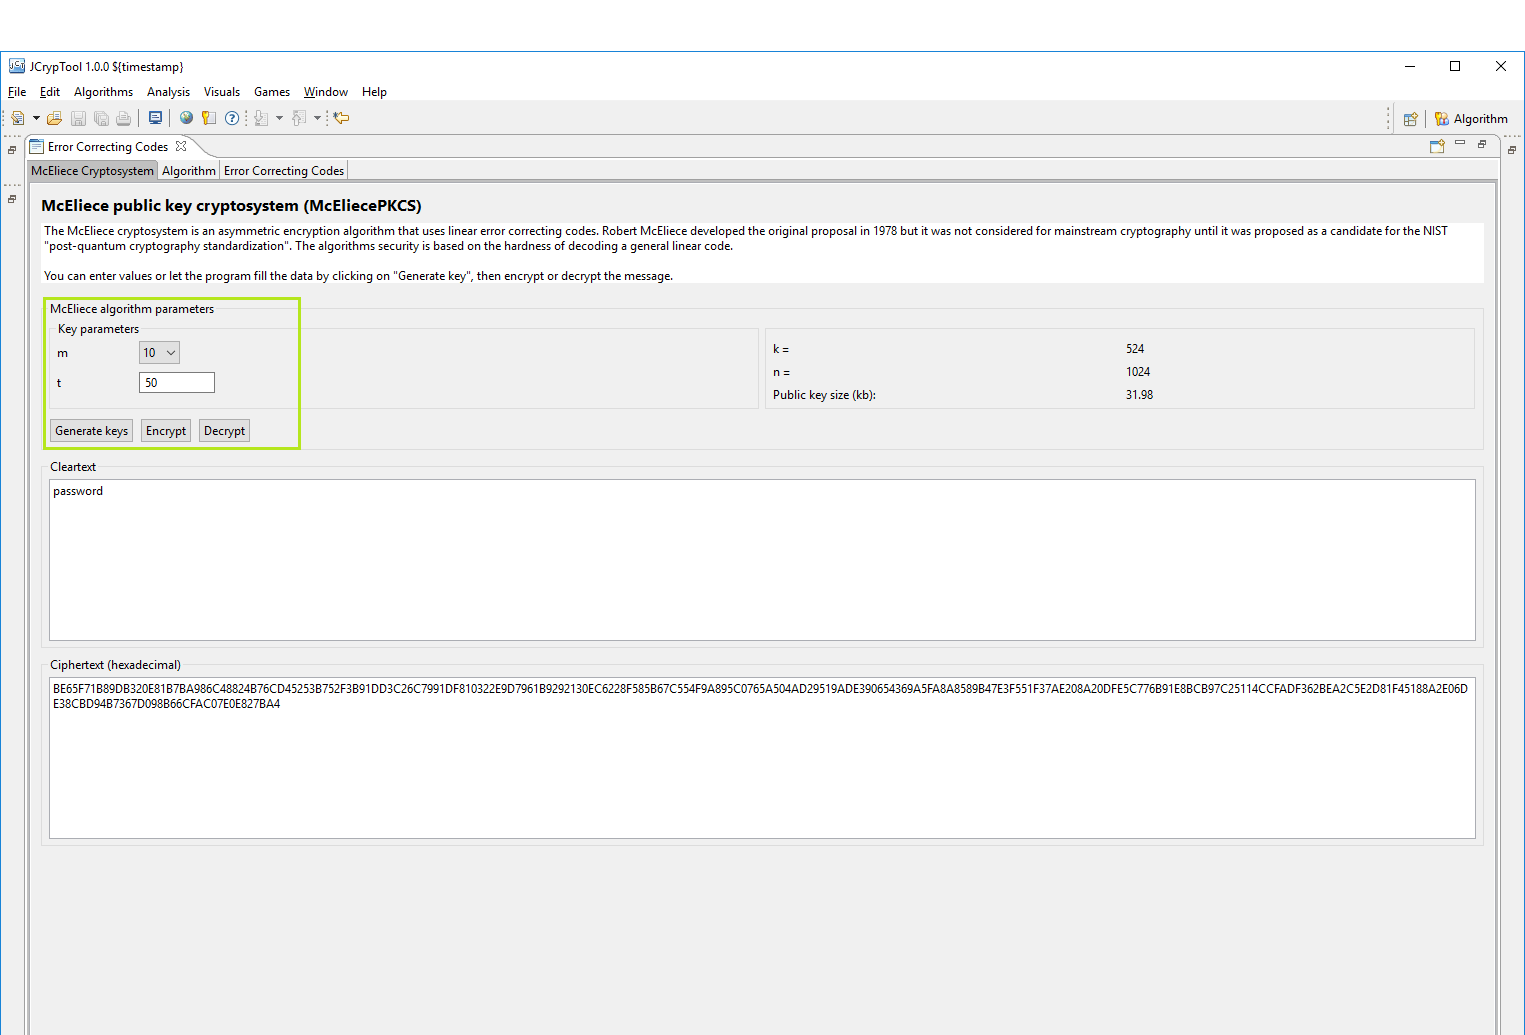 JCrypTool 1.0.0 ${timestamp}
File Edit Algorithms Analysis Visuals Games Window Help
Algorithm
Error Correcting Codes
McEliece Cryptosystem Algorithm Error Correcting Codes
McEliece public key cryptosystem (McEliecePKCS)
The McEliece cryptosystem is an asymmetric encryption algorithm that uses linear error correcting codes. Robert McEliece developed the original proposal in 1978 but it was not considered for mainstream cryptography until it was proposed as a candidate for the NIST
"post-quantum cryptography standardization". The algorithms security is based on the hardness of decoding a general linear code.
You can enter values or let the program fill the data by clicking on "Generate key", then encrypt or decrypt the message.
McEliece algorithm parameters
Key parameters
m 10
t 50
k = 524
n = 1024
Public key size (kb): 31.98
Generate keys Encrypt Decrypt
Cleartext
password
Ciphertext (hexadecimal)
BE65F71B89DB320E81B7BA986C48824B76CD45253B752F3B91DD3C26C7991DF810322E9D7961B9292130EC6228F585B67C554F9A895C0765A504AD29519ADE390654369A5FA8A8589B47E3F551F37AE208A20DFE5C776B91E8BCB97C25114CCFADF362BEA2C5E2D81F45188A2E06D
E38CBD94B7367D098B66CFAC07E0E827BA4